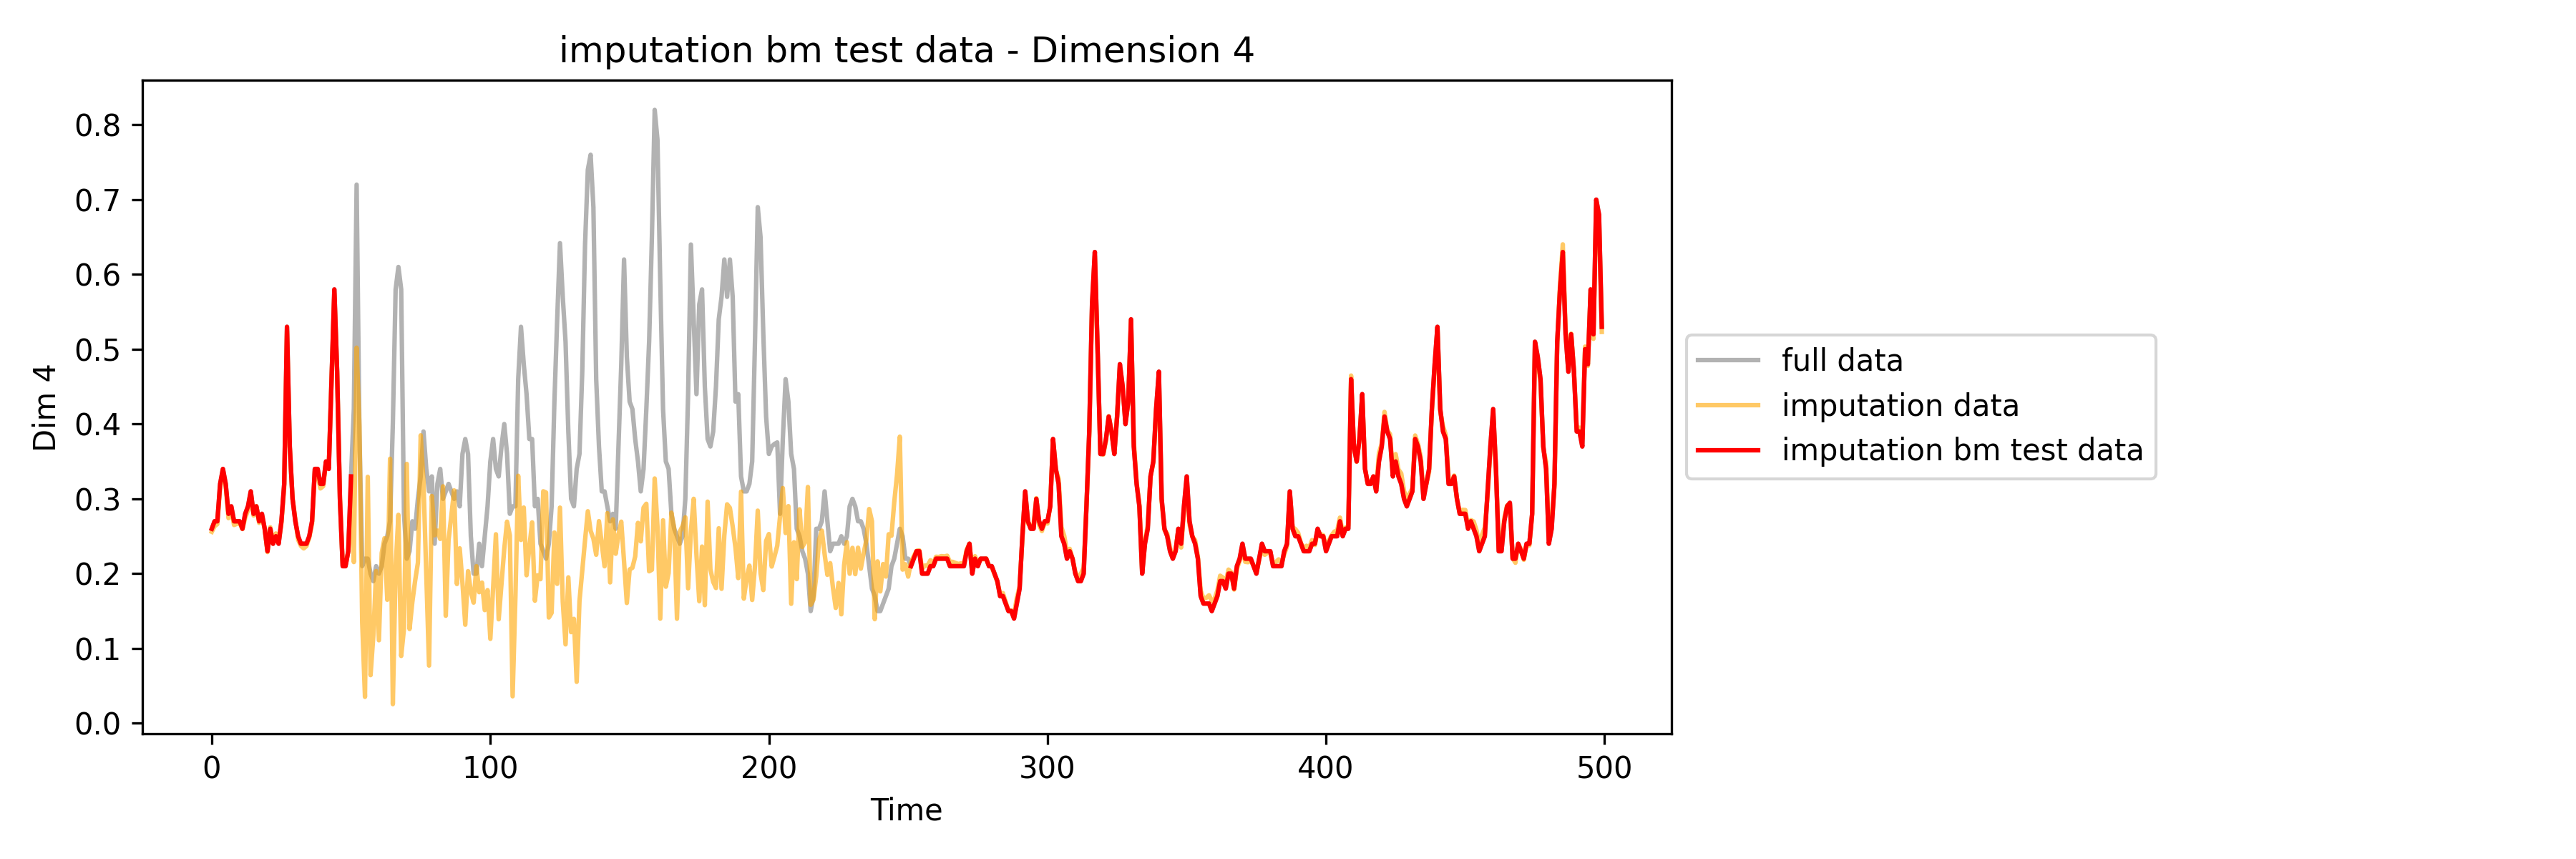 imputation bm test data - Dimension 4
0.8
0.7
0.6
0.5
0.4
0.3
0.2
0.1
0.0
Dim 4
0 100 200 300 400 500
Time
full data
imputation data
imputation bm test data